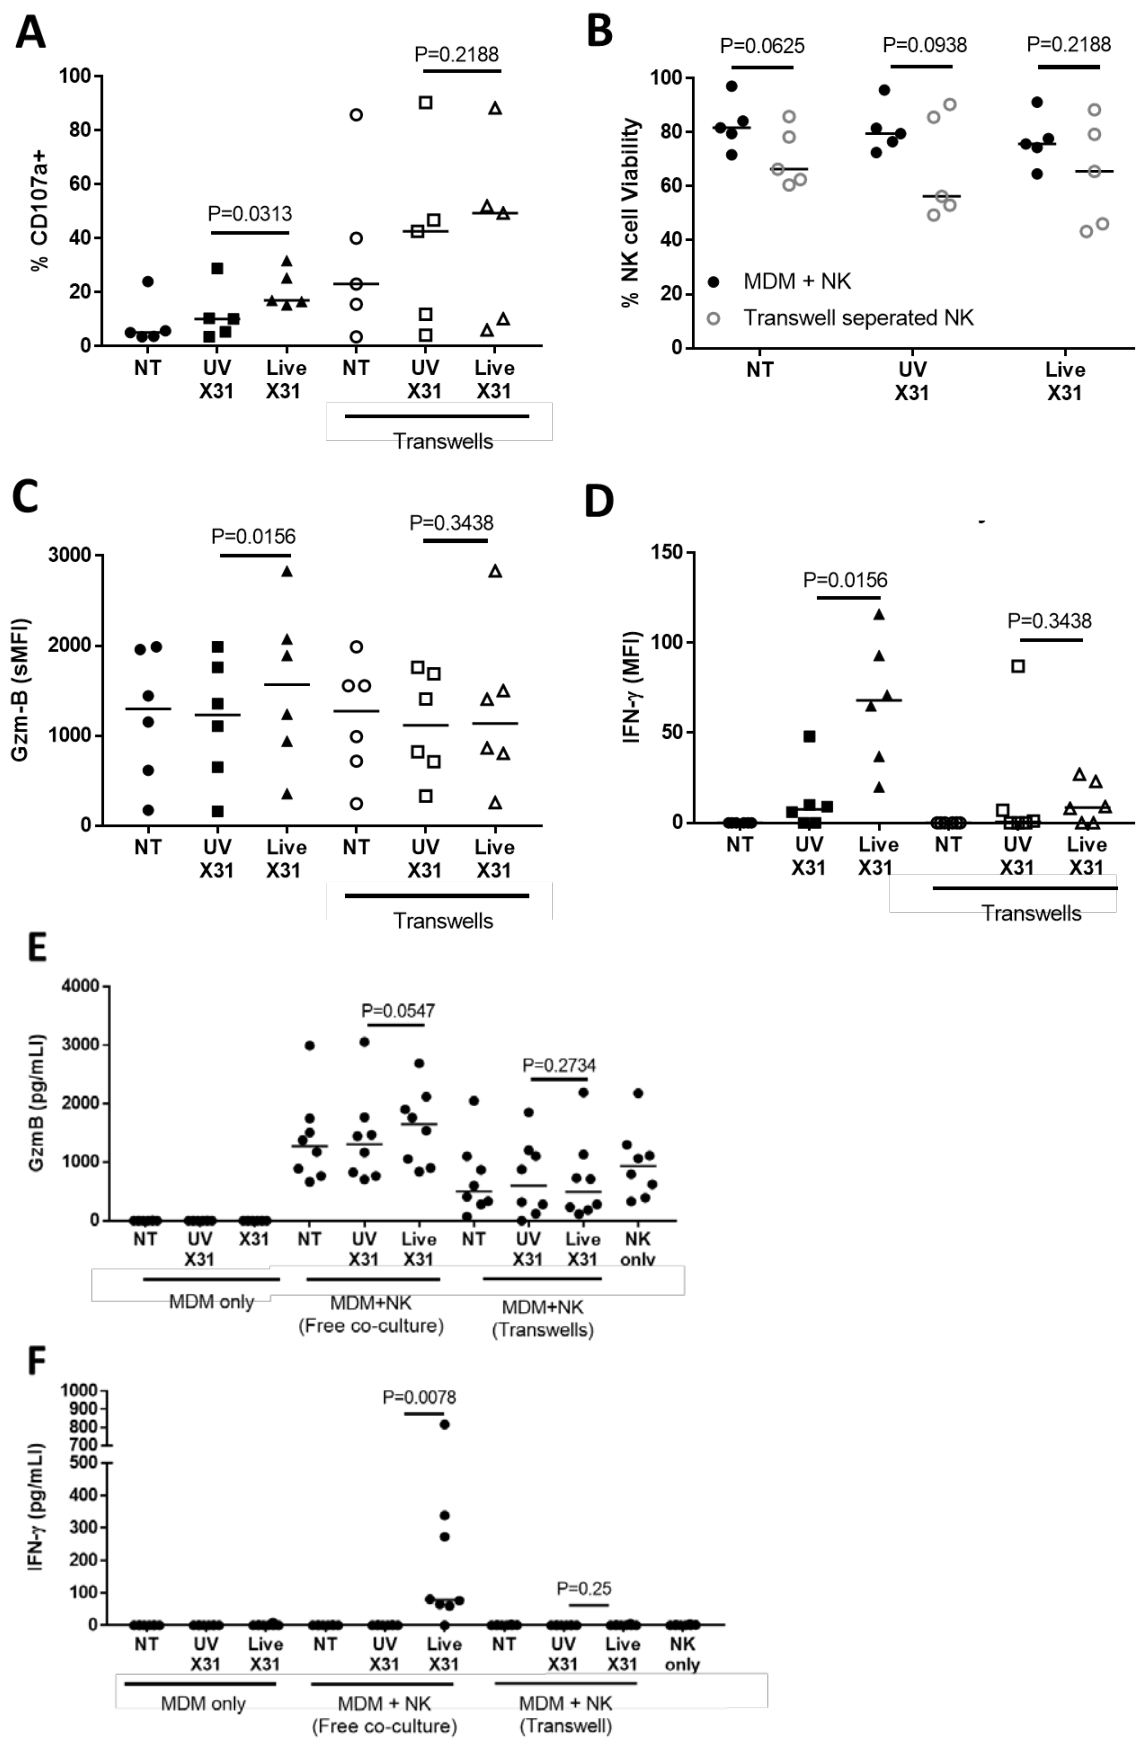 A
P=0.2188
P=0.0313
100
80
60
40
20
0
% CD107a+
NT UV Live NT UV Live
X31 X31 X31 X31
Transwells
B
P=0.0625 P=0.0938 P=0.2188
100
80
60
40
20
0
% NK cell Viability
MDM + NK
Transwell seperated NK
NT UV Live
X31 X31
C
P=0.0156 P=0.3438
3000
2000
1000
0
Gzm-B (sMFI)
NT UV Live NT UV Live
X31 X31 X31 X31
Transwells
D
P=0.0156 P=0.3438
150
100
50
0
IFN-γ (MFI)
NT UV Live NT UV Live
X31 X31 X31 X31
Transwells
E
P=0.0547
P=0.2734
4000
3000
2000
1000
0
GzmB (pg/mLI)
NT UV X31 NT UV Live NT UV Live NK
X31 X31 X31 X31 X31 only
MDM only MDM+NK MDM+NK
(Free co-culture) (Transwells)
F
P=0.0078
P=0.25
1000
900
800
700
500
400
300
200
100
0
IFN-γ (pg/mLI)
NT UV Live NT UV Live NT UV Live NK
X31 X31 X31 X31 X31 X31 only
MDM only MDM + NK MDM + NK
(Free co-culture) (Transwell)